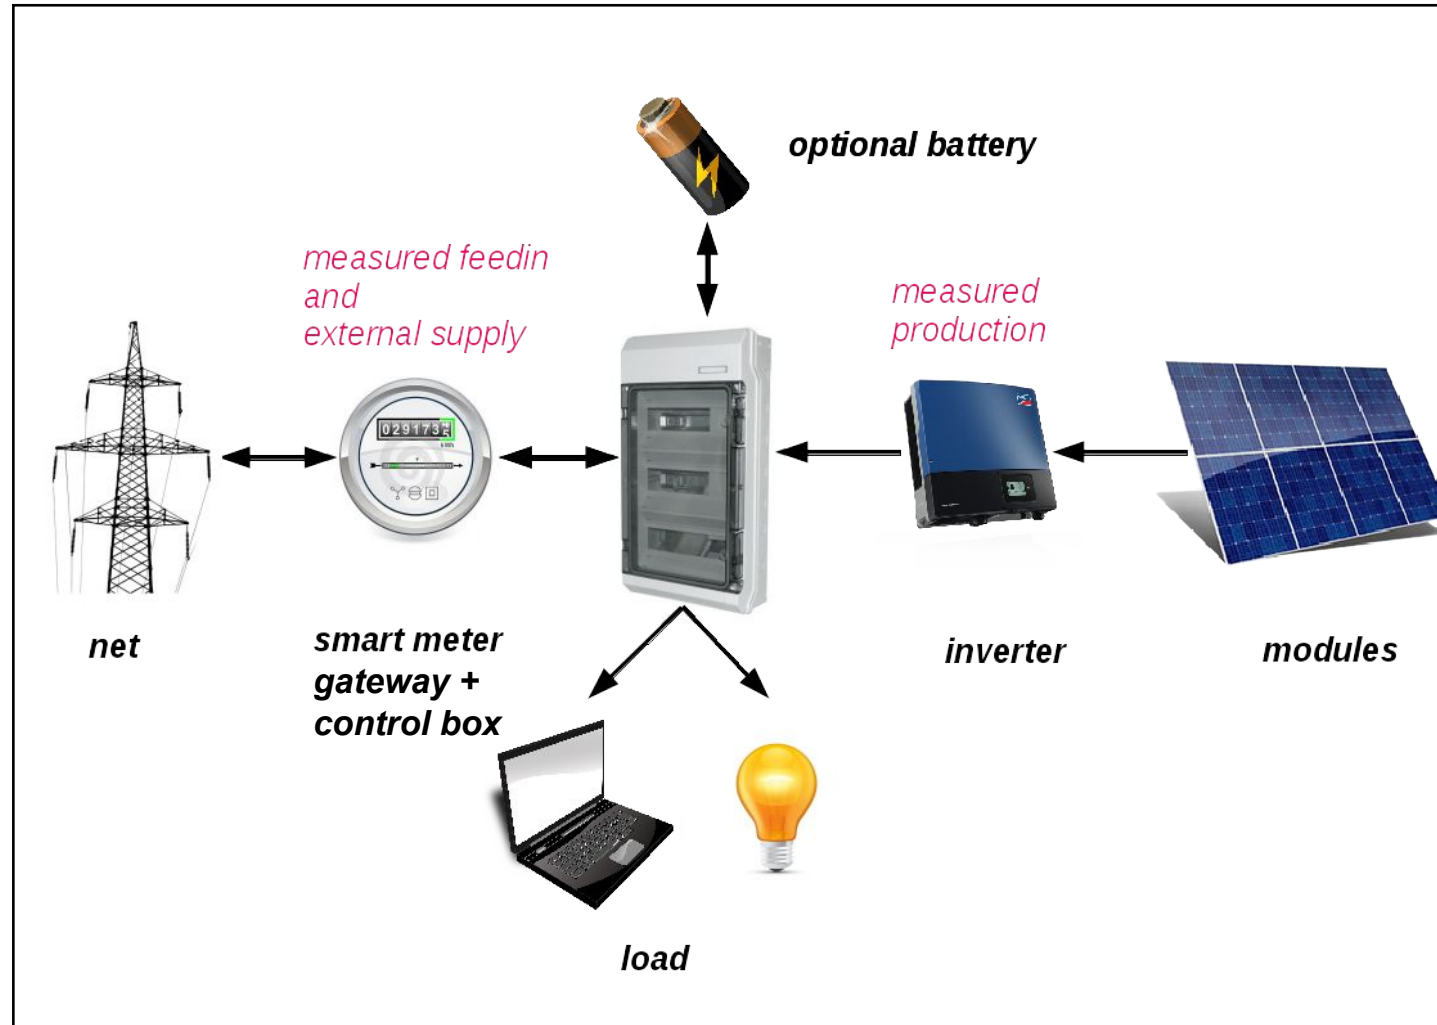 optional battery
measured feedin
and
external supply
measured
production
net
smart meter
gateway +
control box
inverter
modules
load